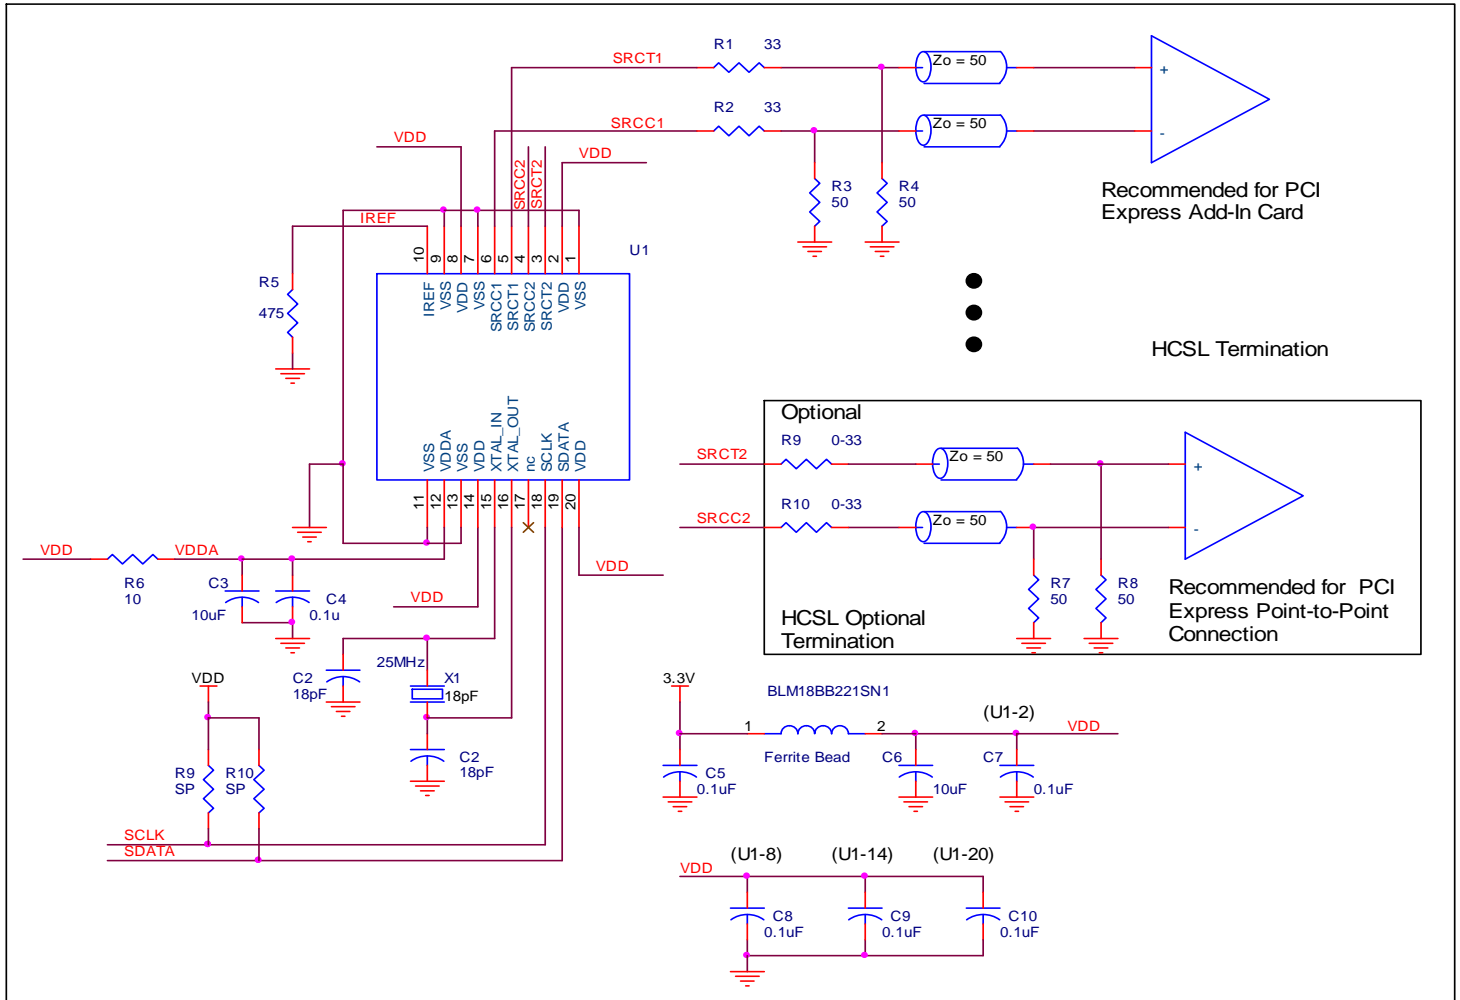 R1 33
SRCT1
Zo = 50
+
R2 33
SRCC1
Zo = 50
-
VDD
SRCC2
SRCT2
VDD
R3
50
R4
50
Recommended for PCI
Express Add-In Card
IREF
10
9
8
7
6
5
4
3
2
1
U1
IREF
VSS
VDD
VSS
SRCC1
SRCT1
SRCC2
SRCT2
VDD
VSS
R5
475
HCSL Termination
VSS
VDDA
VSS
VDD
XTAL_IN
XTAL_OUT
nc
SCLK
SDATA
VDD
11
12
13
14
15
16
17
18
19
20
Optional
SRCT2
R9 0-33
Zo = 50
+
SRCC2
R10 0-33
Zo = 50
-
R7
50
R8
50
HCSL Optional
Termination
Recommended for PCI
Express Point-to-Point
Connection
VDD
R6
10
VDDA
C3
10uF
C4
0.1u
VDD
VDD
C2
18pF
25MHz
X1
18pF
C2
18pF
VDD
R9
SP
R10
SP
SCLK
SDATA
3.3V
BLM18BB221SN1
1
2
Ferrite Bead
(U1-2)
VDD
C5
0.1uF
C6
10uF
C7
0.1uF
(U1-8)
(U1-14)
(U1-20)
VDD
C8
0.1uF
C9
0.1uF
C10
0.1uF